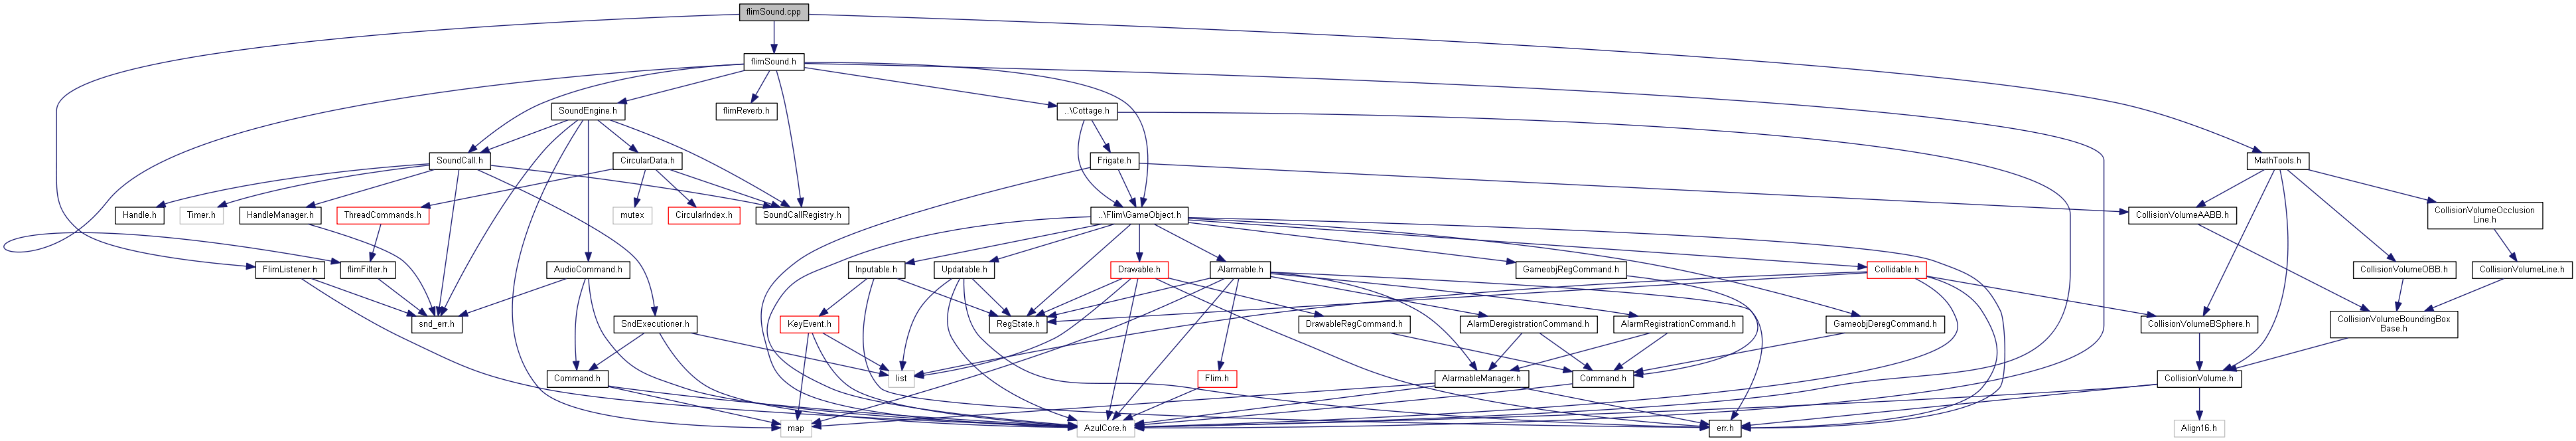 flimSound.cpp
flimSound.h
SoundEngine.h
flimReverb.h
..\Cottage.h
SoundCall.h
CircularData.h
Frigate.h
MathTools.h
Handle.h
Timer.h
HandleManager.h
ThreadCommands.h
mutex
CircularIndex.h
SoundCallRegistry.h
..\Flim\GameObject.h
CollisionVolumeAABB.h
CollisionVolumeOcclusion
Line.h
FlimListener.h
flimFilter.h
AudioCommand.h
Inputable.h
Updatable.h
Drawable.h
Alarmable.h
GameobjRegCommand.h
Collidable.h
CollisionVolumeOBB.h
CollisionVolumeLine.h
snd_err.h
SndExecutioner.h
KeyEvent.h
RegState.h
DrawableRegCommand.h
AlarmDeregistrationCommand.h
AlarmRegistrationCommand.h
GameobjDeregCommand.h
CollisionVolumeBSphere.h
CollisionVolumeBoundingBox
Base.h
Command.h
list
Flim.h
AlarmableManager.h
Command.h
CollisionVolume.h
map
AzulCore.h
err.h
Align16.h